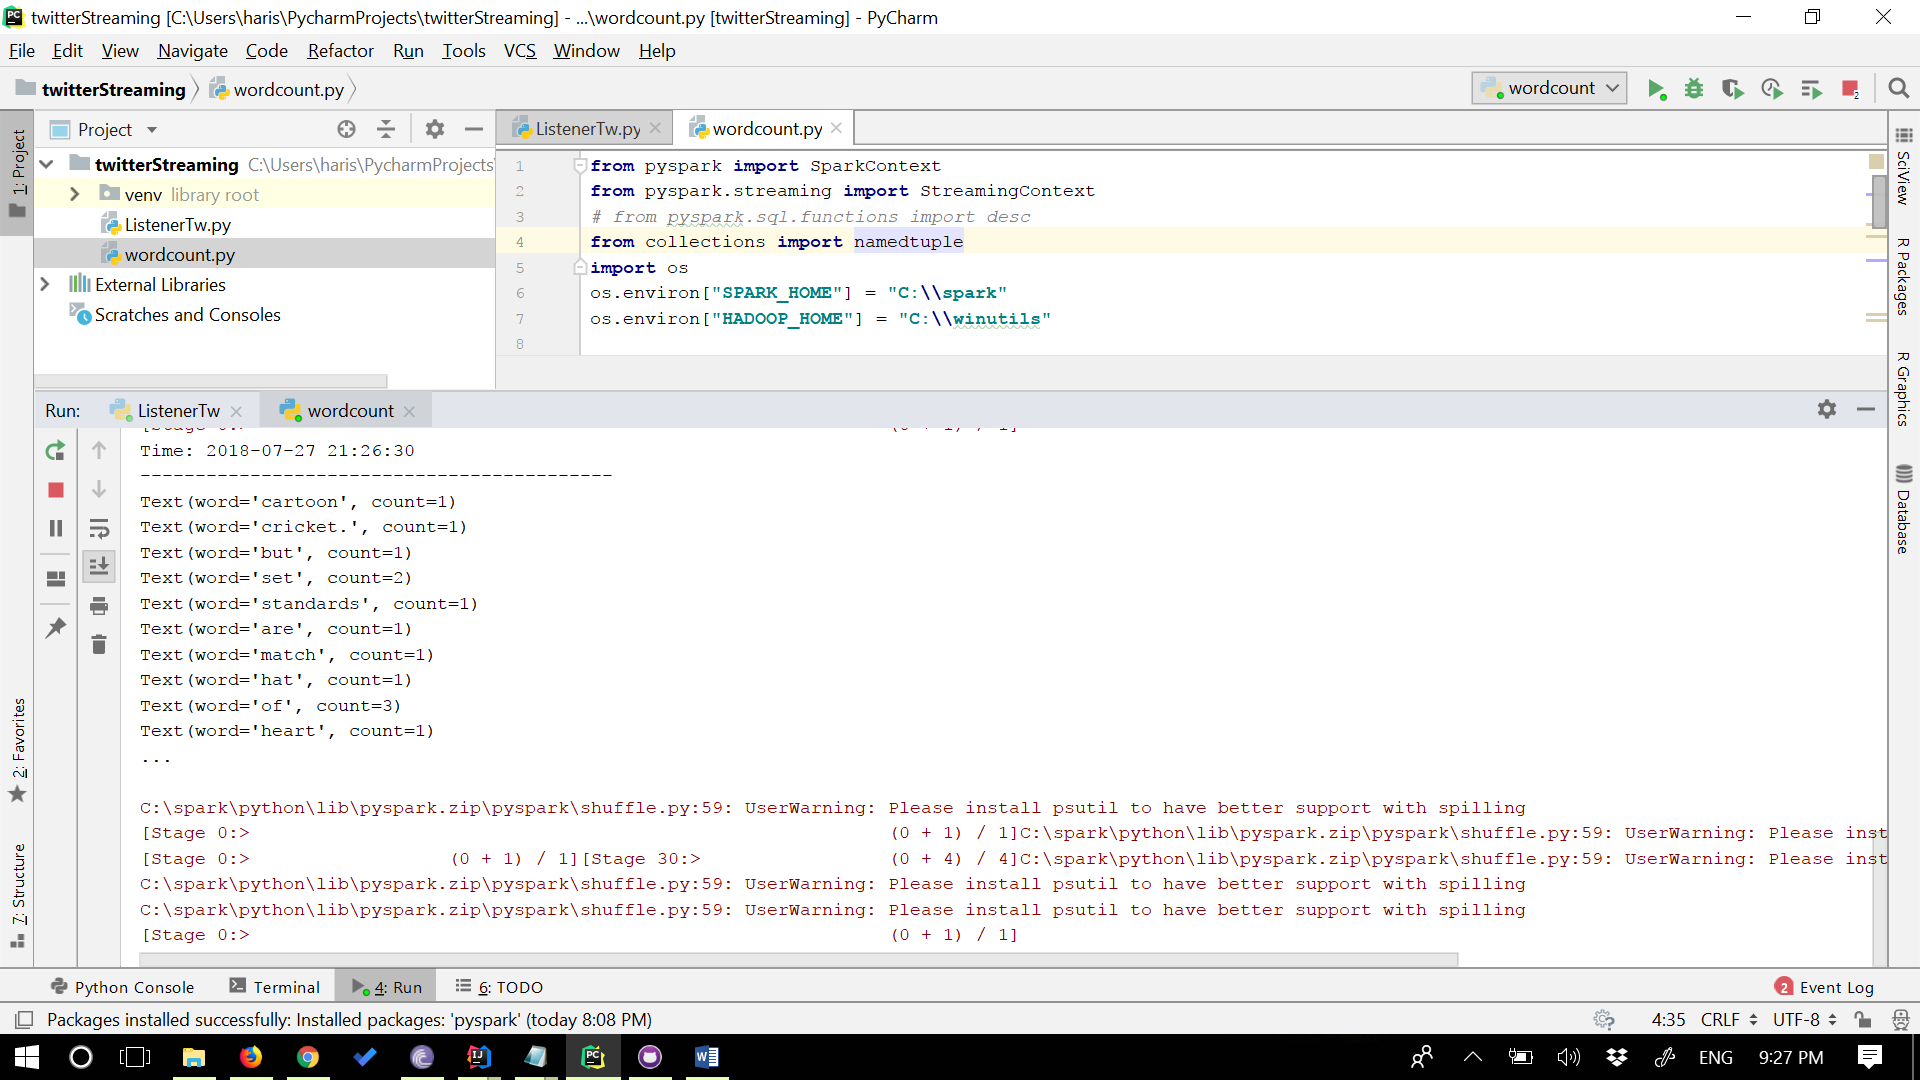 twitterStreaming [C:\Users\haris\PycharmProjects\twitterStreaming] - ...\wordcount.py [twitterStreaming] - PyCharm
File Edit View Navigate Code Refactor Run Tools VCS Window Help
twitterStreaming wordcount.py
wordcount
2
1: Project
Project
twitterStreaming C:\Users\haris\PycharmProjects
venv library root
ListenerTw.py
wordcount.py
External Libraries
Scratches and Consoles
ListenerTw.py wordcount.py
1 from pyspark import SparkContext
2 from pyspark.streaming import StreamingContext
3 # from pyspark.sql.functions import desc
4 from collections import namedtuple
5 import os
6 os.environ["SPARK_HOME"] = "C:\\spark"
7 os.environ["HADOOP_HOME"] = "C:\\winutils"
8
SciView
R Packages
R Graphics
Database
Run: ListenerTw wordcount
[Stage 0:> (0 + 1) / 1]
Time: 2018-07-27 21:26:30
-------------------------------------------
Text(word='cartoon', count=1)
Text(word='cricket.', count=1)
Text(word='but', count=1)
Text(word='set', count=2)
Text(word='standards', count=1)
Text(word='are', count=1)
Text(word='match', count=1)
Text(word='hat', count=1)
Text(word='of', count=3)
Text(word='heart', count=1)
...
C:\spark\python\lib\pyspark.zip\pyspark\shuffle.py:59: UserWarning: Please install psutil to have better support with spilling
[Stage 0:> (0 + 1) / 1]C:\spark\python\lib\pyspark.zip\pyspark\shuffle.py:59: UserWarning: Please inst
[Stage 0:> (0 + 1) / 1][Stage 30:> (0 + 4) / 4]C:\spark\python\lib\pyspark.zip\pyspark\shuffle.py:59: UserWarning: Please inst
C:\spark\python\lib\pyspark.zip\pyspark\shuffle.py:59: UserWarning: Please install psutil to have better support with spilling
C:\spark\python\lib\pyspark.zip\pyspark\shuffle.py:59: UserWarning: Please install psutil to have better support with spilling
[Stage 0:> (0 + 1) / 1]
2: Favorites
7: Structure
Python Console Terminal 4: Run 6: TODO 2 Event Log
Packages installed successfully: Installed packages: 'pyspark' (today 8:08 PM) 4:35 CRLF UTF-8
ENG 9:27 PM